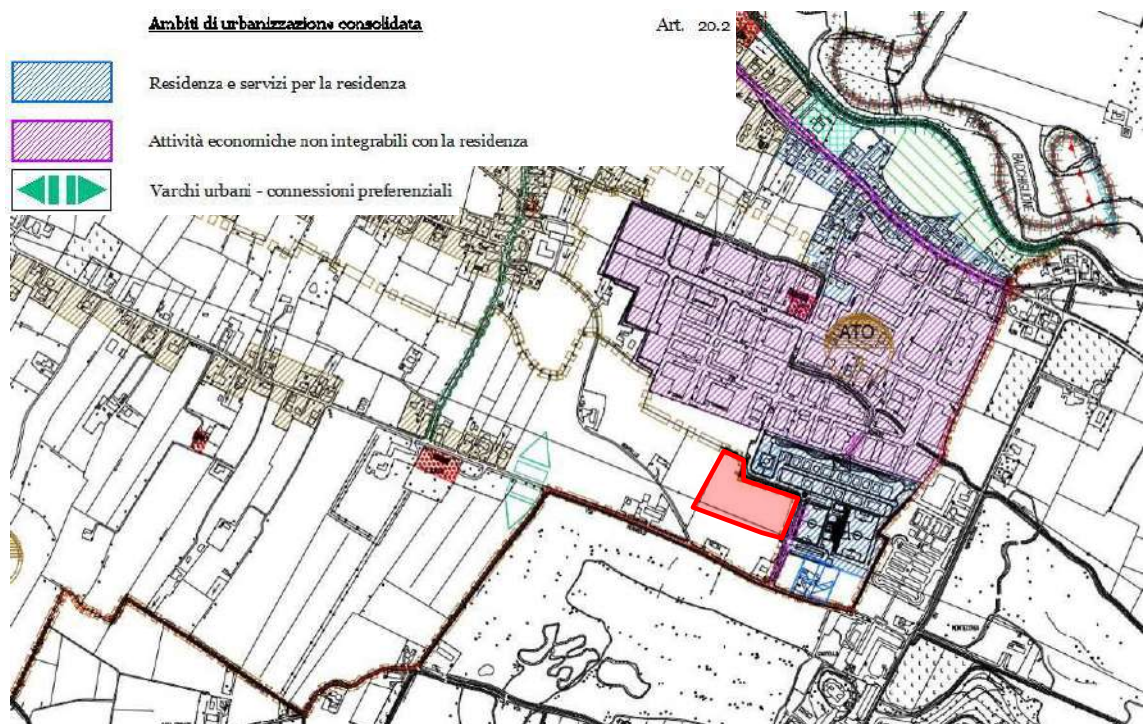 Ambiti di urbanizzazione consolidata Art. 20.2
Residenza e servizi per la residenza
Attività economiche non integrabili con la residenza
Varchi urbani - connessioni preferenziali
BACCHIGLIONE
ATO